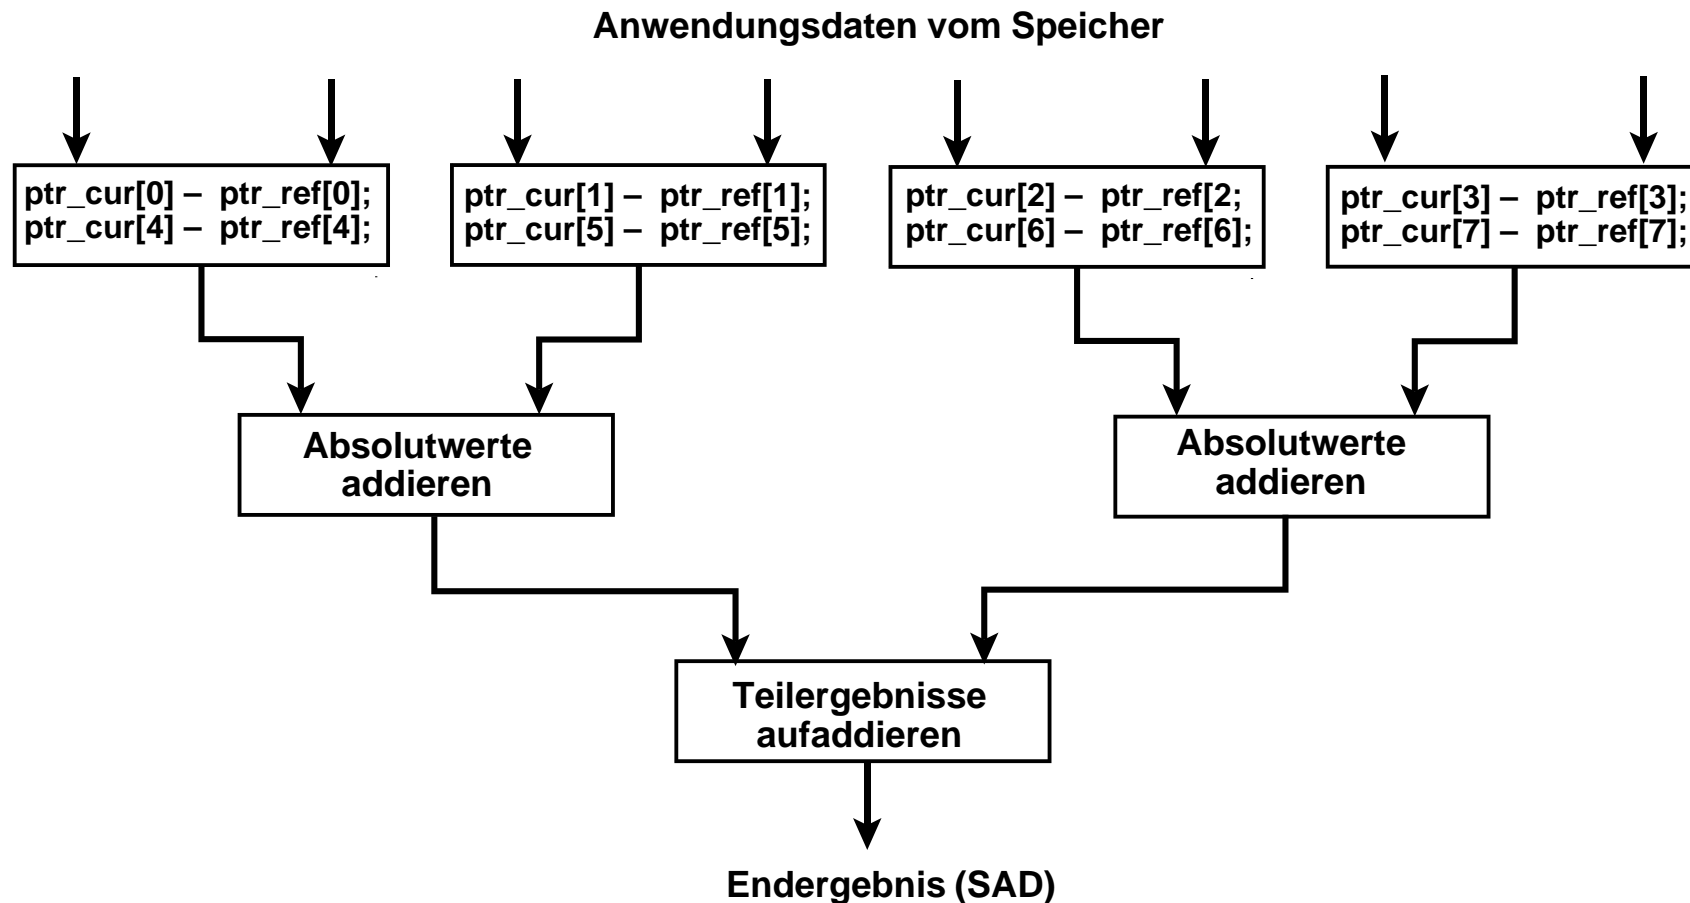 Anwendungsdaten vom Speicher
ptr_cur[0] – ptr_ref[0];
ptr_cur[4] – ptr_ref[4];
ptr_cur[1] – ptr_ref[1];
ptr_cur[5] – ptr_ref[5];
ptr_cur[2] – ptr_ref[2;
ptr_cur[6] – ptr_ref[6];
ptr_cur[3] – ptr_ref[3];
ptr_cur[7] – ptr_ref[7];
Absolutwerte
addieren
Absolutwerte
addieren
Teilergebnisse
aufaddieren
Endergebnis (SAD)